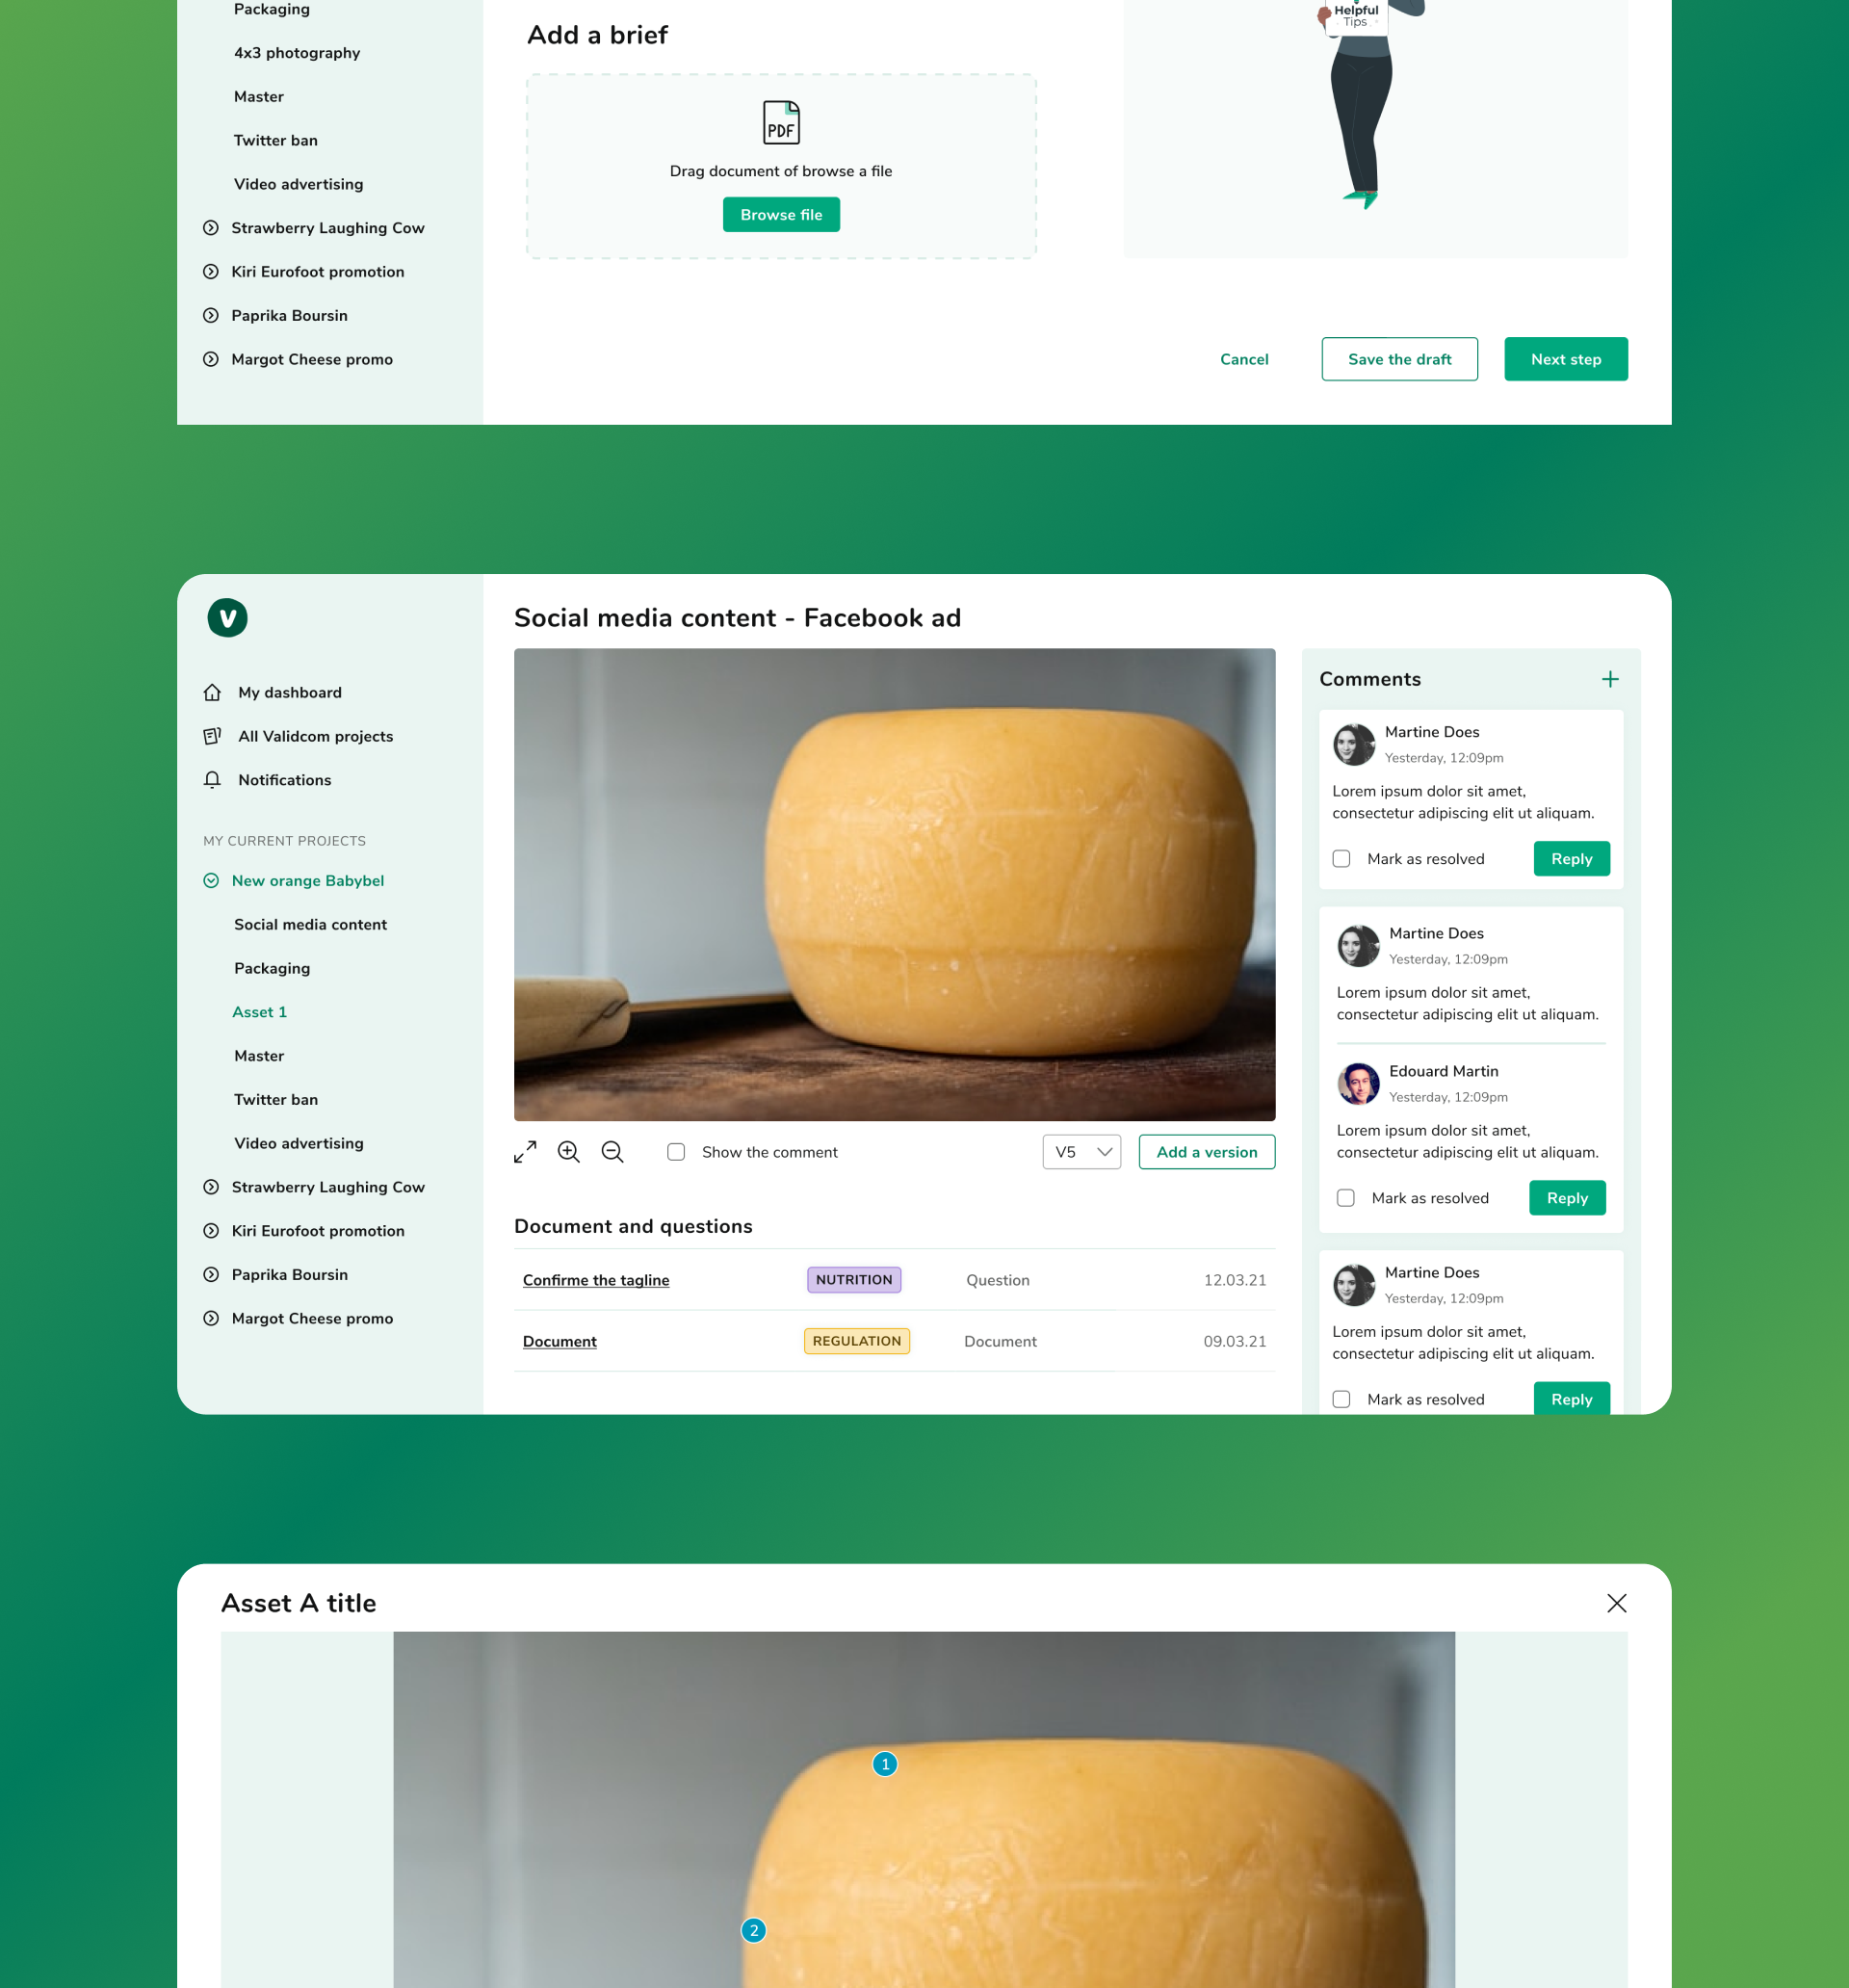 Packaging
4x3 photography
Master
Twitter ban
Video advertising
Strawberry Laughing Cow
Kiri Eurofoot promotion
Paprika Boursin
Margot Cheese promo
Add a brief
PDF
Drag document of browse a file
Browse file
Helpful
Tips
Cancel
Save the draft
Next step
V
My dashboard
All Validcom projects
Notifications
MY CURRENT PROJECTS
New orange Babybel
Social media content
Packaging
Asset 1
Master
Twitter ban
Video advertising
Strawberry Laughing Cow
Kiri Eurofoot promotion
Paprika Boursin
Margot Cheese promo
Social media content - Facebook ad
Show the comment
V5
Add a version
Document and questions
Confirme the tagline NUTRITION Question 12.03.21
Document REGULATION Document 09.03.21
Comments
Martine Does
Yesterday, 12:09pm
Lorem ipsum dolor sit amet,
consectetur adipiscing elit ut aliquam.
Mark as resolved
Reply
Martine Does
Yesterday, 12:09pm
Lorem ipsum dolor sit amet,
consectetur adipiscing elit ut aliquam.
Edouard Martin
Yesterday, 12:09pm
Lorem ipsum dolor sit amet,
consectetur adipiscing elit ut aliquam.
Mark as resolved
Reply
Martine Does
Yesterday, 12:09pm
Lorem ipsum dolor sit amet,
consectetur adipiscing elit ut aliquam.
Mark as resolved
Reply
Asset A title
1
2